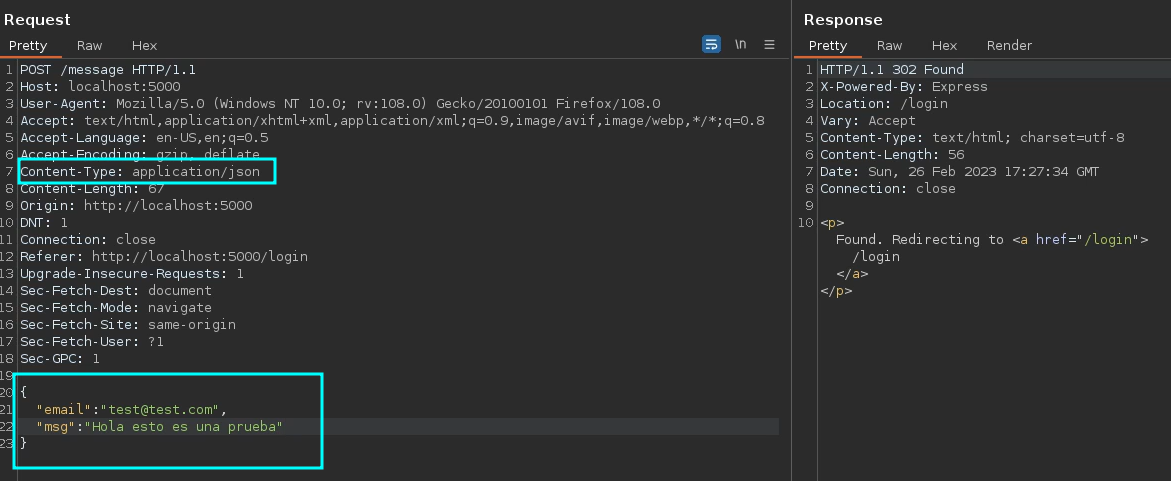 Request
Pretty Raw Hex
\n
1 POST /message HTTP/1.1
2 Host: localhost:5000
3 User-Agent: Mozilla/5.0 (Windows NT 10.0; rv:108.0) Gecko/20100101 Firefox/108.0
4 Accept: text/html,application/xhtml+xml,application/xml;q=0.9,image/avif,image/webp,*/*;q=0.8
5 Accept-Language: en-US,en;q=0.5
6 Accept-Encoding: gzip, deflate
7 Content-Type: application/json
8 Content-Length: 67
9 Origin: http://localhost:5000
10 DNT: 1
11 Connection: close
12 Referer: http://localhost:5000/login
13 Upgrade-Insecure-Requests: 1
14 Sec-Fetch-Dest: document
15 Sec-Fetch-Mode: navigate
16 Sec-Fetch-Site: same-origin
17 Sec-Fetch-User: ?1
18 Sec-GPC: 1
19
20 {
21 "email":"test@test.com",
22 "msg":"Hola esto es una prueba"
23 }
Response
Pretty Raw Hex Render
1 HTTP/1.1 302 Found
2 X-Powered-By: Express
3 Location: /login
4 Vary: Accept
5 Content-Type: text/html; charset=utf-8
6 Content-Length: 56
7 Date: Sun, 26 Feb 2023 17:27:34 GMT
8 Connection: close
9
10 <p>
Found. Redirecting to <a href="/login">
/login
</a>
</p>